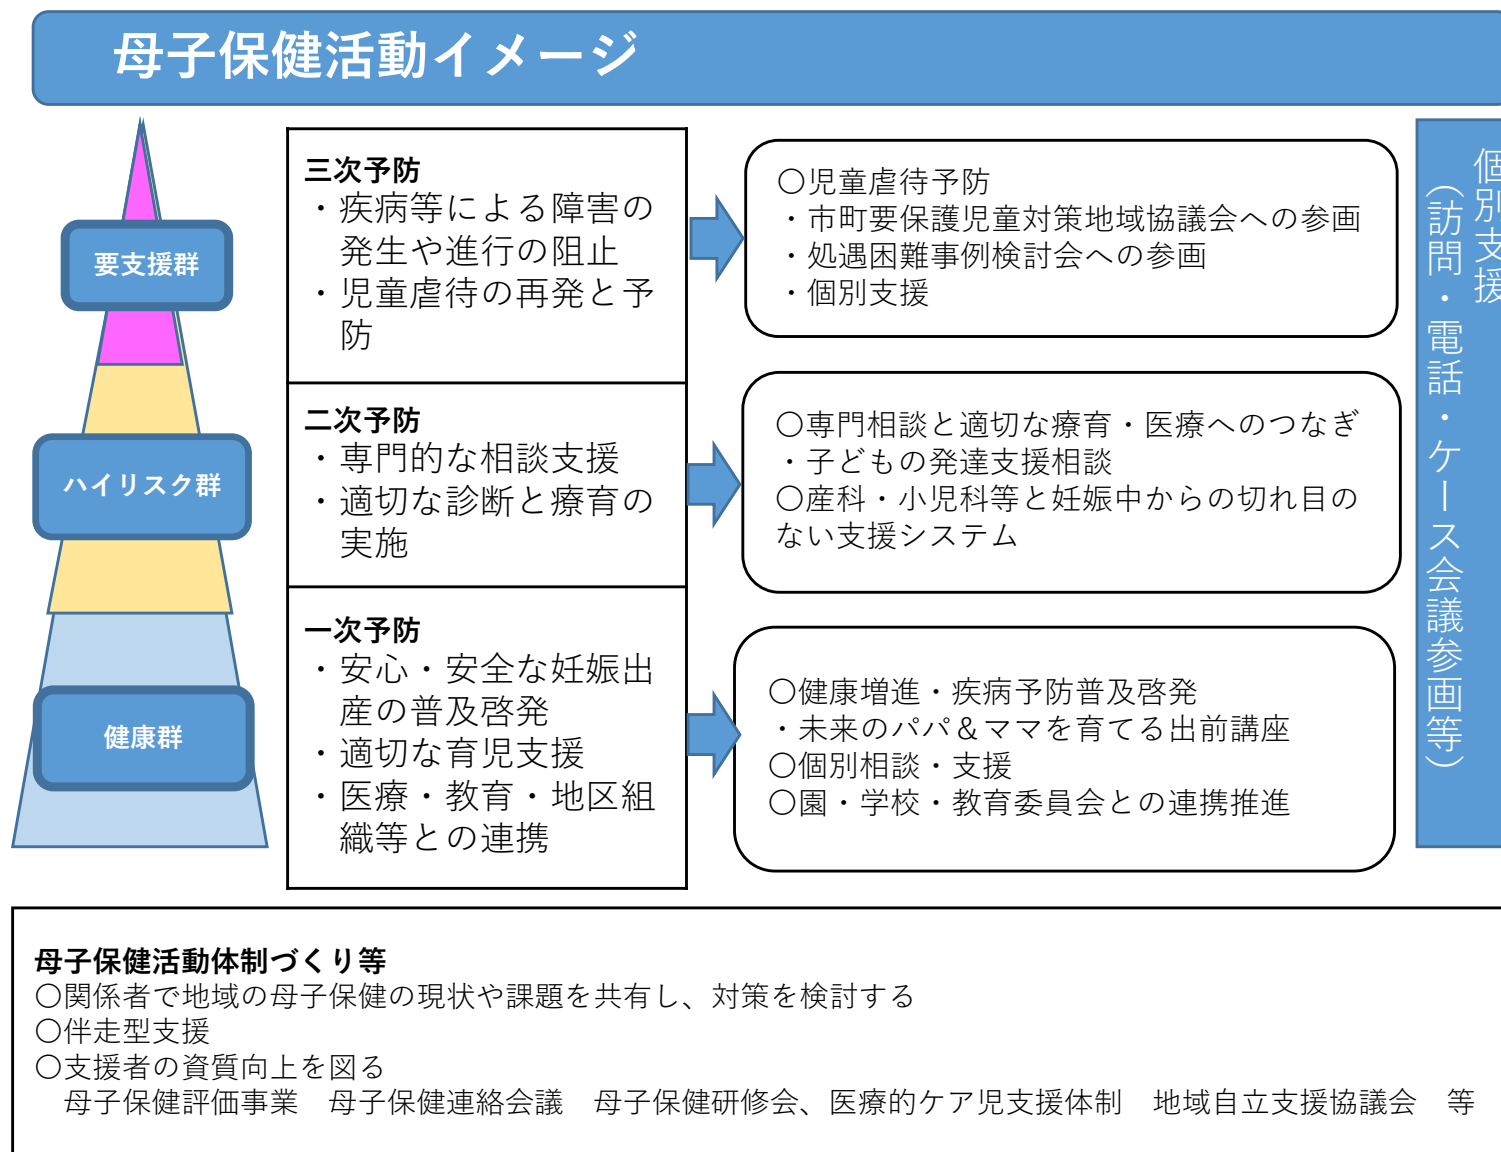 母子保健活動イメージ
要支援群
ハイリスク群
健康群
三次予防
・疾病等による障害の
発生や進行の阻止
・児童虐待の再発と予
防
二次予防
・専門的な相談支援
・適切な診断と療育の
実施
一次予防
・安心・安全な妊娠出
産の普及啓発
・適切な育児支援
・医療・教育・地区組
織等との連携
〇児童虐待予防
・市町要保護児童対策地域協議会への参画
・処遇困難事例検討会への参画
・個別支援
〇専門相談と適切な療育・医療へのつなぎ
・子どもの発達支援相談
〇産科・小児科等と妊娠中からの切れ目の
ない支援システム
〇健康増進・疾病予防普及啓発
・未来のパパ＆ママを育てる出前講座
〇個別相談・支援
〇園・学校・教育委員会との連携推進
個別支援
（訪問・電話・ケース会議参画等）
母子保健活動体制づくり等
〇関係者で地域の母子保健の現状や課題を共有し、対策を検討する
〇伴走型支援
〇支援者の資質向上を図る
母子保健評価事業　母子保健連絡会議　母子保健研修会、医療的ケア児支援体制　地域自立支援協議会　等